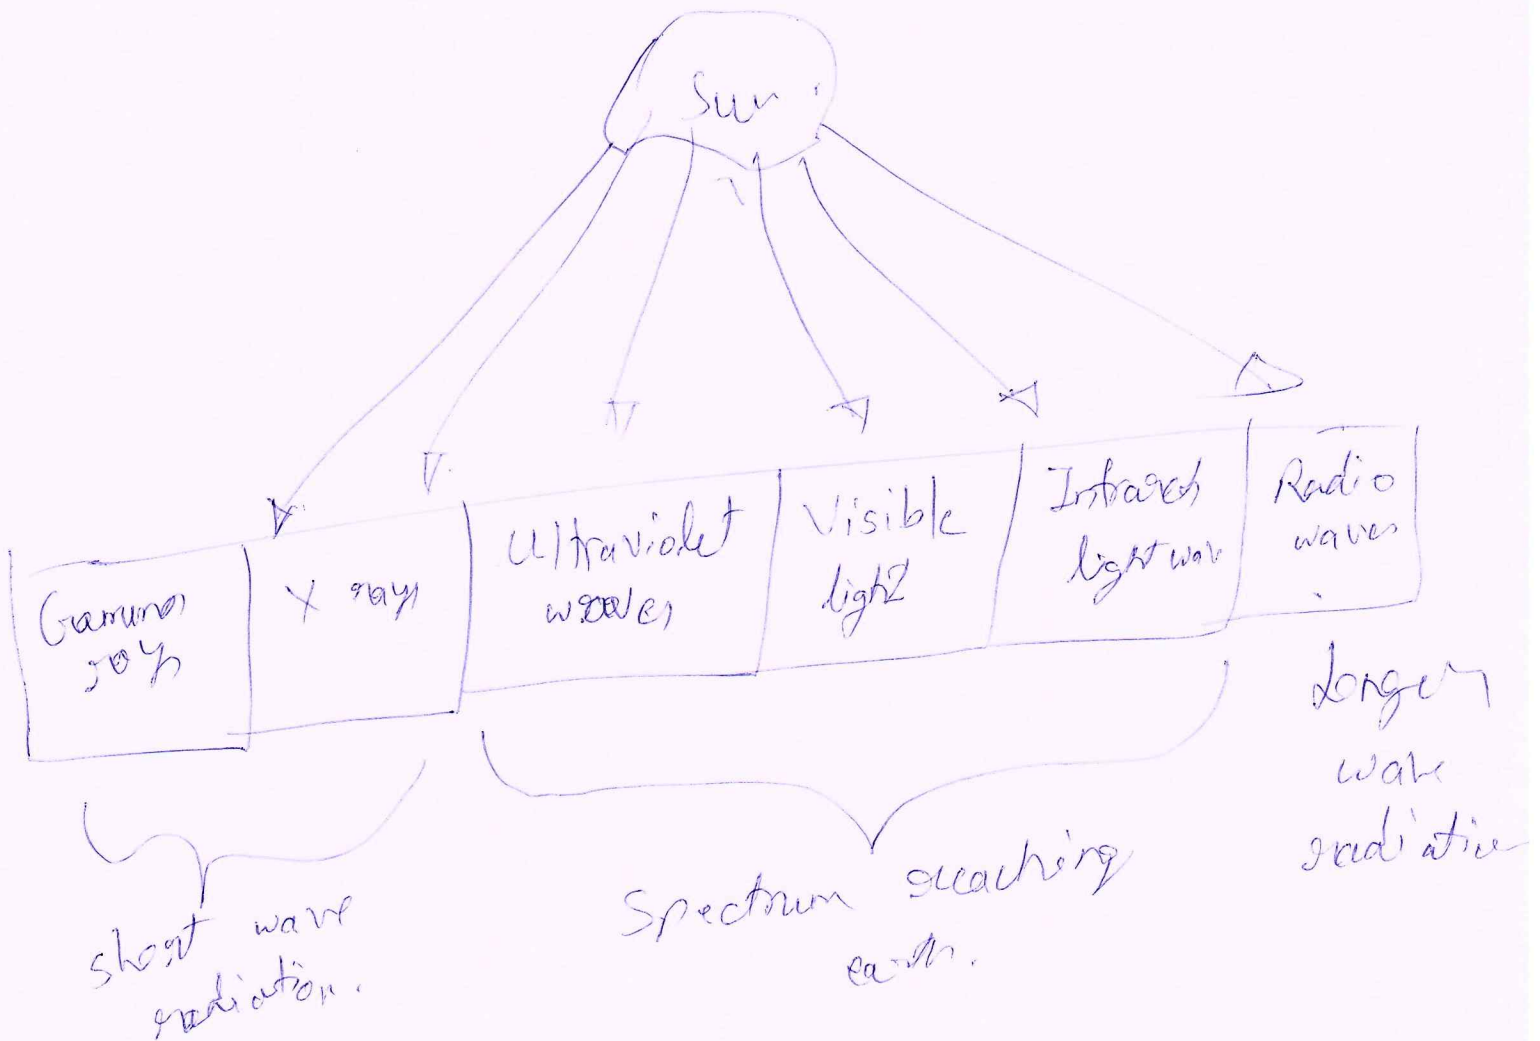 Sun.
Gamma
rays
X rays
Ultraviolet
waves
Visible
light
Infrared
light wave
Radio
waves
short wave
radiation.
Spectrum reaching
earth.
Longer
wave
radiation